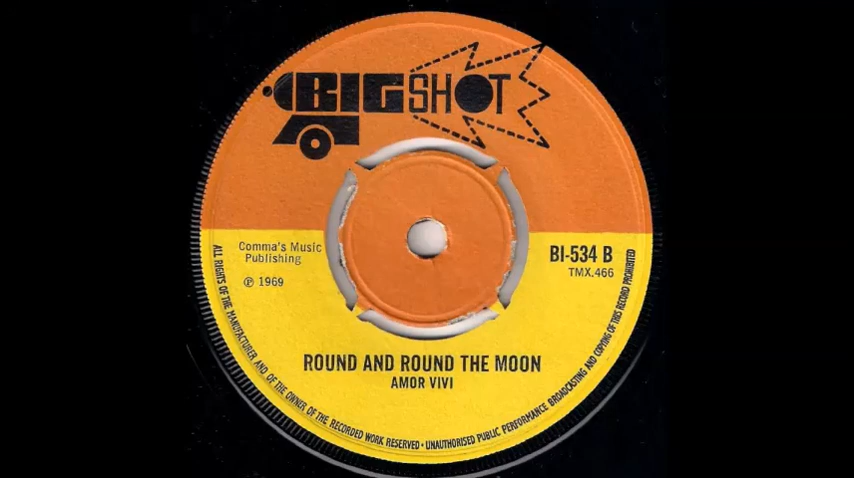 BIG SHOT
Comma's Music
Publishing
℗ 1969
BI-534 B
TMX.466
ROUND AND ROUND THE MOON
AMOR VIVI
ALL RIGHTS OF THE MANUFACTURER AND OF THE OWNER OF THE RECORDED WORK RESERVED · UNAUTHORISED PUBLIC PERFORMANCE BROADCASTING AND COPYING OF THIS RECORD PROHIBITED